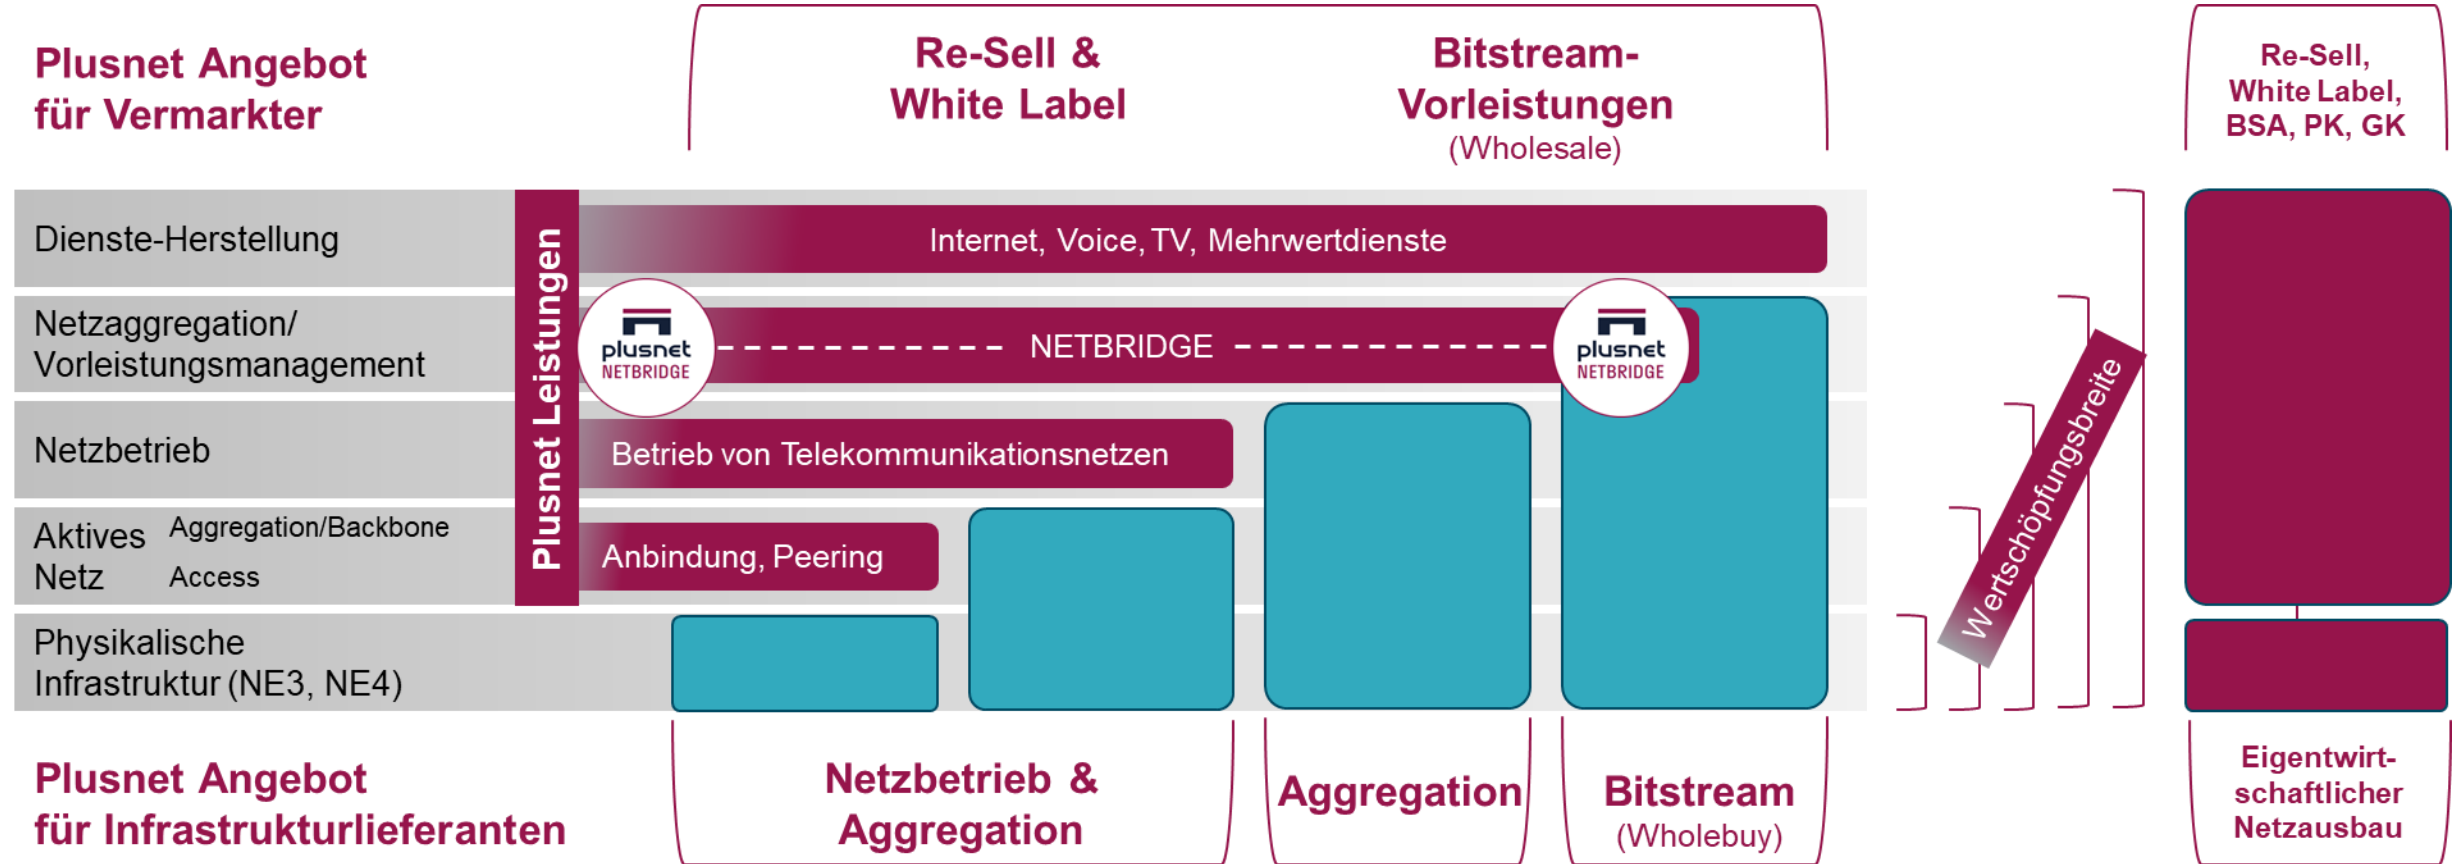 Plusnet Angebot
für Vermarkter
Re-Sell &
White Label
Bitstream-
Vorleistungen
(Wholesale)
Re-Sell,
White Label,
BSA, PK, GK
Plusnet Leistungen
Dienste-Herstellung
Internet, Voice, TV, Mehrwertdienste
Netzaggregation/
Vorleistungsmanagement
plusnet
NETBRIDGE
NETBRIDGE
plusnet
NETBRIDGE
Netzbetrieb
Betrieb von Telekommunikationsnetzen
Aktives
Netz
Aggregation/Backbone
Access
Anbindung, Peering
Physikalische
Infrastruktur (NE3, NE4)
Wertschöpfungsbreite
Plusnet Angebot
für Infrastrukturlieferanten
Netzbetrieb &
Aggregation
Aggregation
Bitstream
(Wholebuy)
Eigentwirt-
schaftlicher
Netzausbau